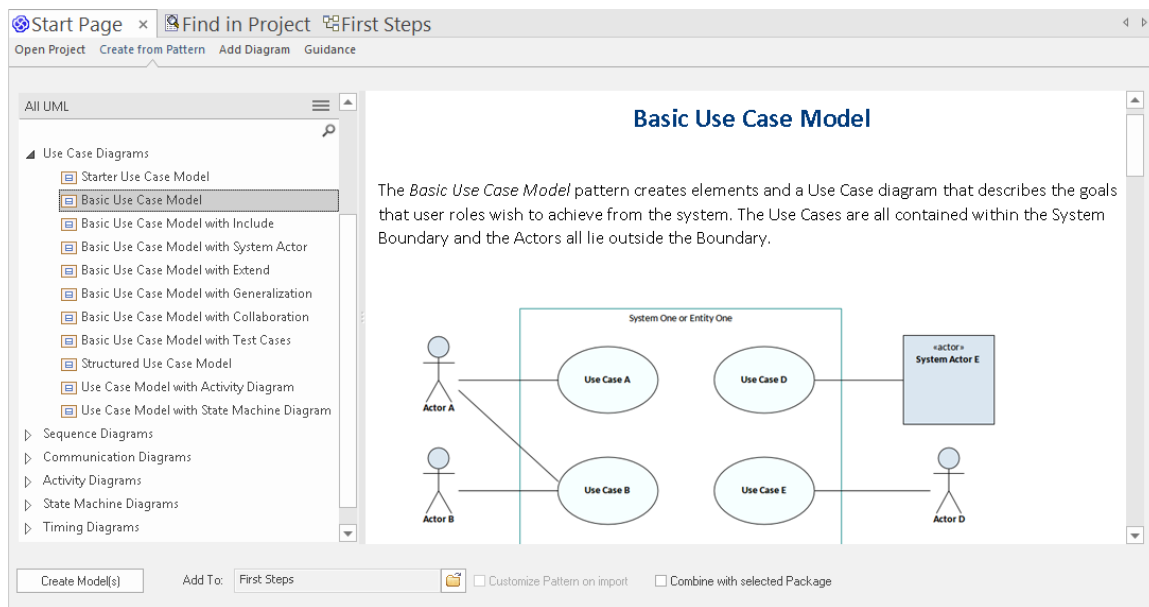 Start Page × Find in Project First Steps
Open Project Create from Pattern Add Diagram Guidance
All UML
Use Case Diagrams
Starter Use Case Model
Basic Use Case Model
Basic Use Case Model with Include
Basic Use Case Model with System Actor
Basic Use Case Model with Extend
Basic Use Case Model with Generalization
Basic Use Case Model with Collaboration
Basic Use Case Model with Test Cases
Structured Use Case Model
Use Case Model with Activity Diagram
Use Case Model with State Machine Diagram
Sequence Diagrams
Communication Diagrams
Activity Diagrams
State Machine Diagrams
Timing Diagrams
Basic Use Case Model
The Basic Use Case Model pattern creates elements and a Use Case diagram that describes the goals
that user roles wish to achieve from the system. The Use Cases are all contained within the System
Boundary and the Actors all lie outside the Boundary.
System One or Entity One
«actor»
System Actor E
Use Case A
Use Case D
Actor A
Use Case B
Use Case E
Actor B
Actor D
Create Model(s) Add To: First Steps Customize Pattern on import Combine with selected Package